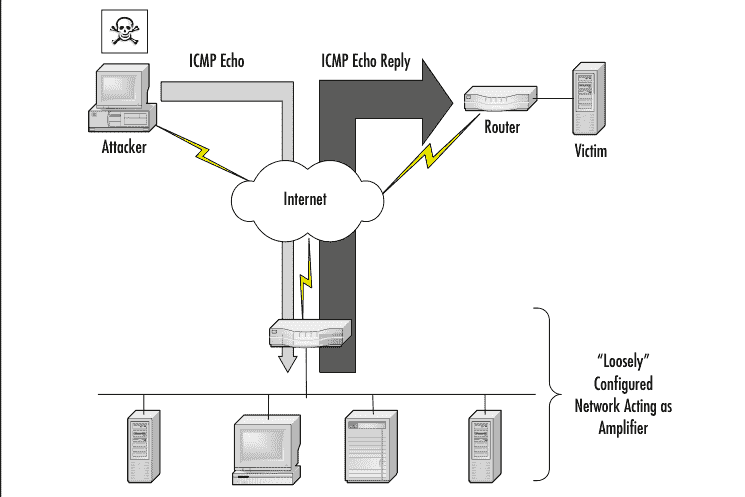 ICMP Echo
ICMP Echo Reply
Attacker
Router
Victim
Internet
“Loosely”
Configured
Network Acting as
Amplifier